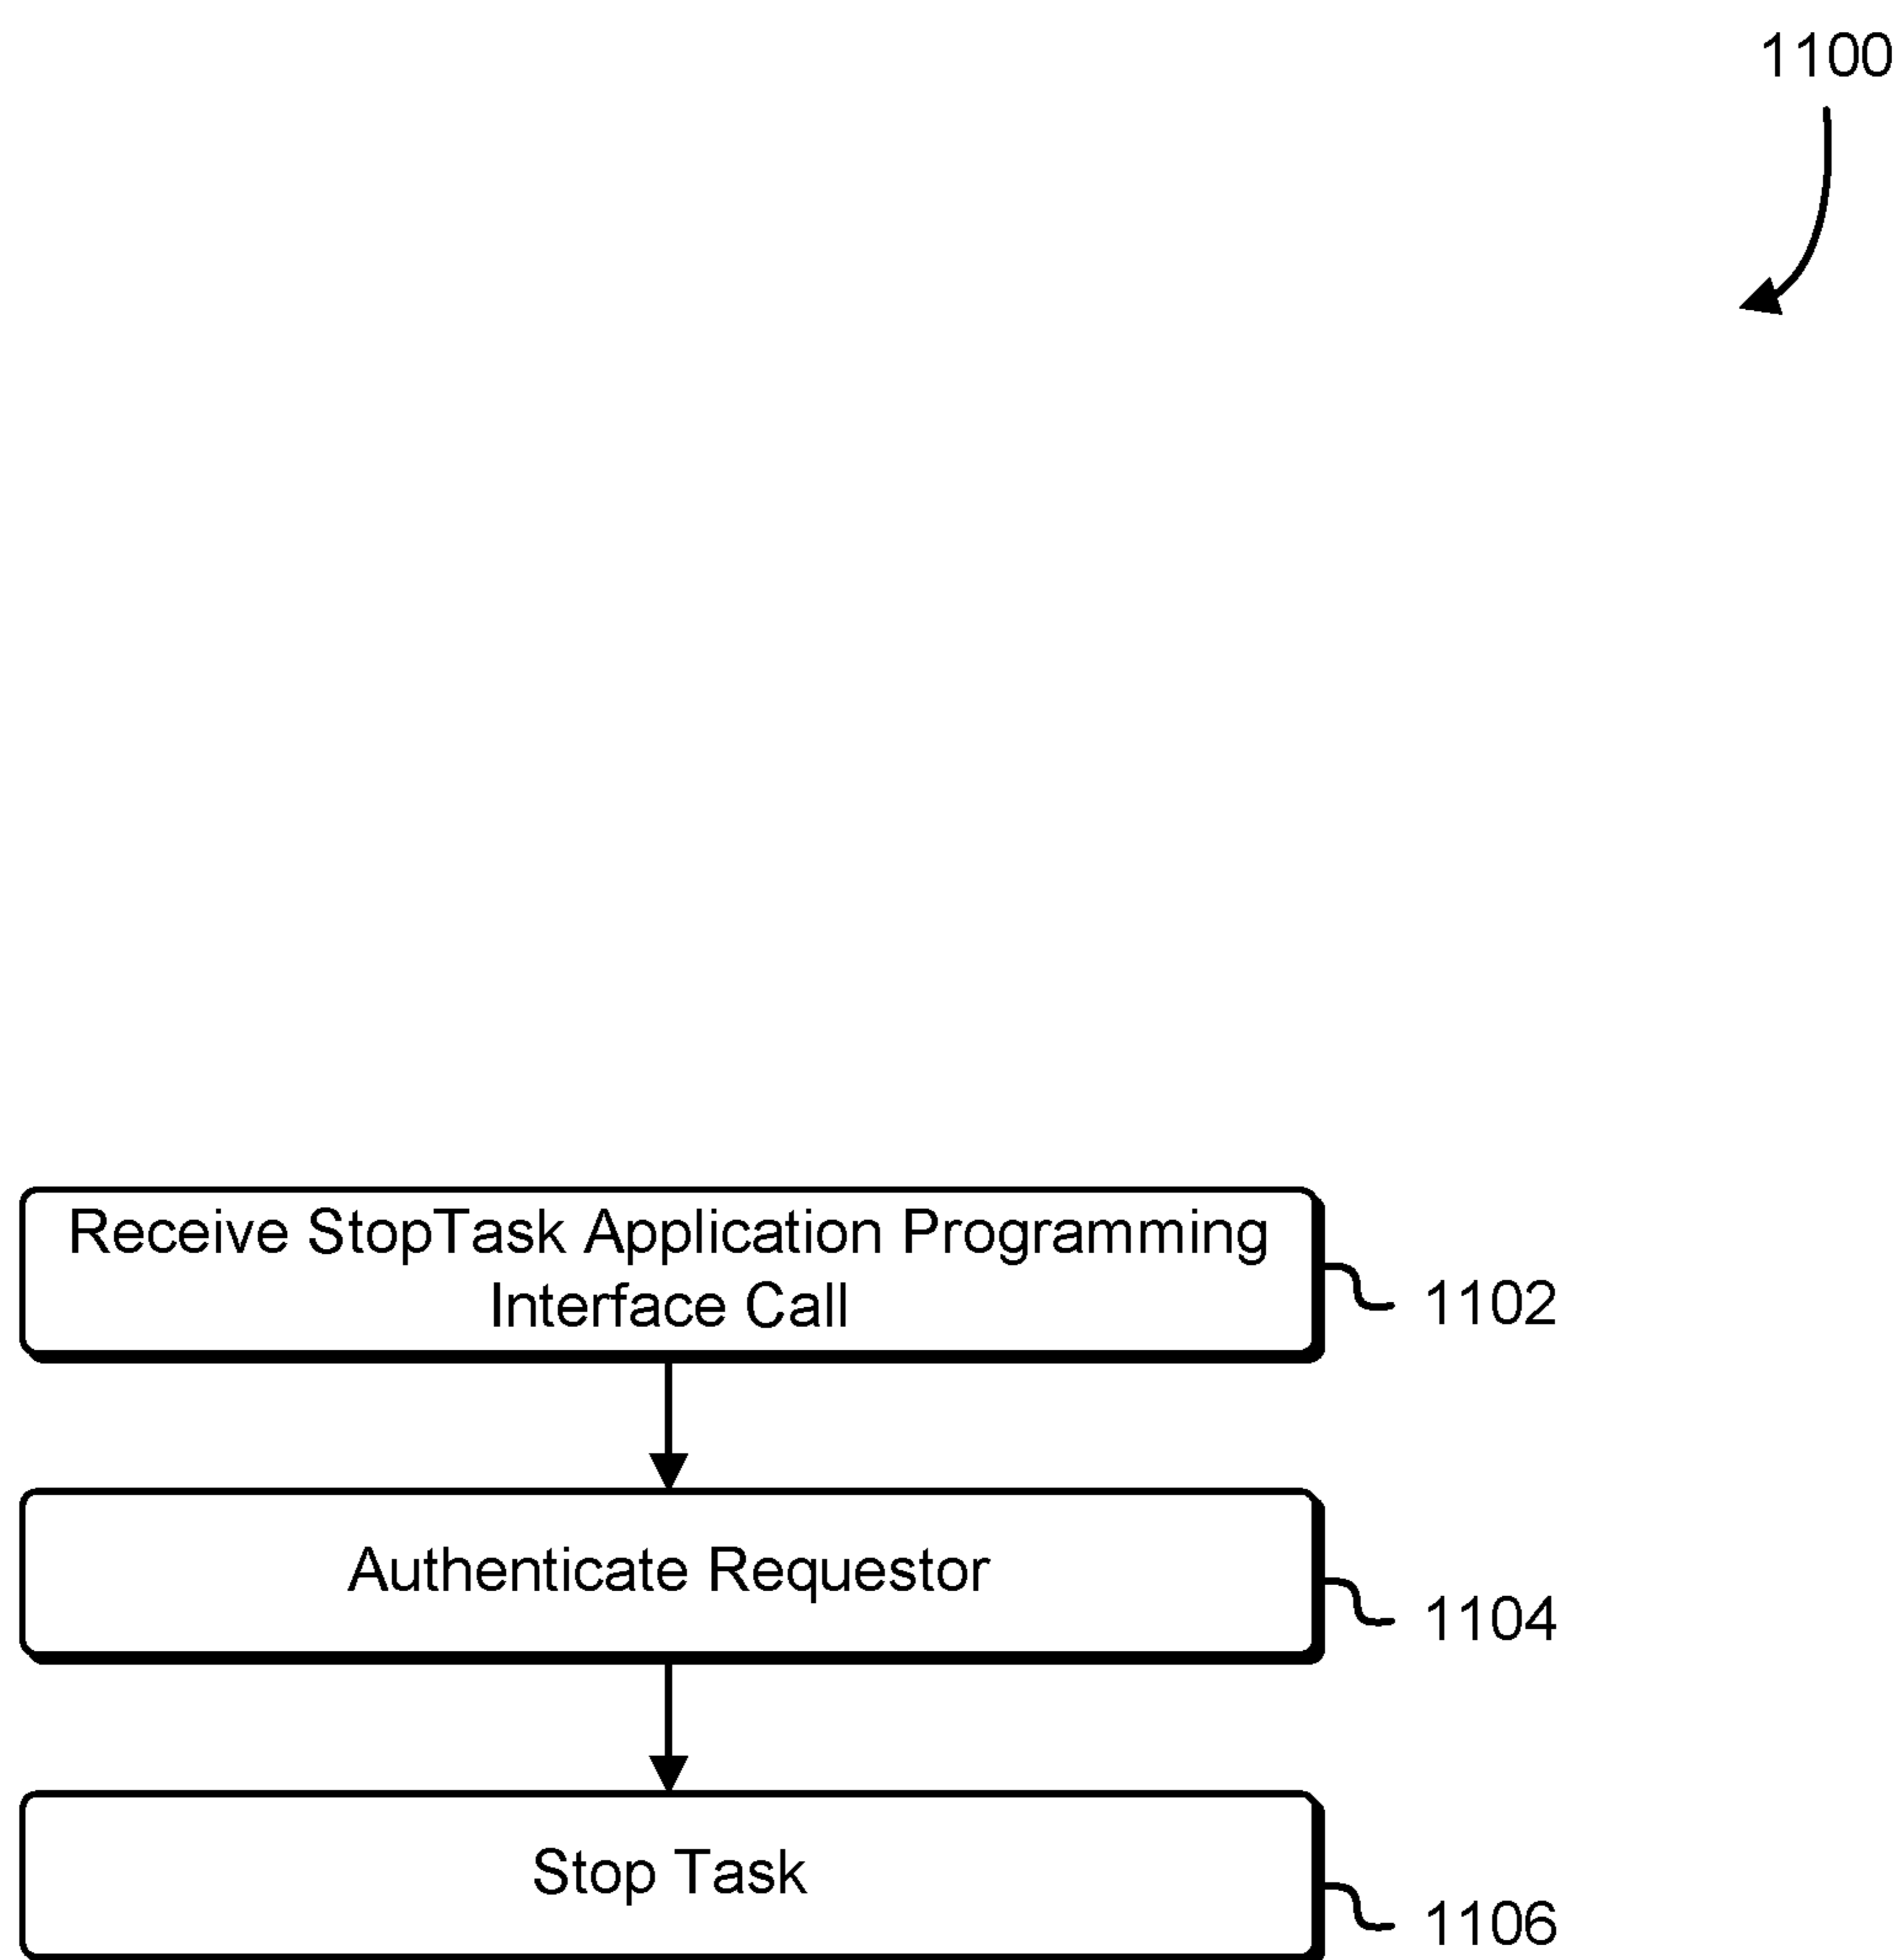 1100
Receive StopTask Application Programming
Interface Call
1102
Authenticate Requestor
1104
Stop Task
1106